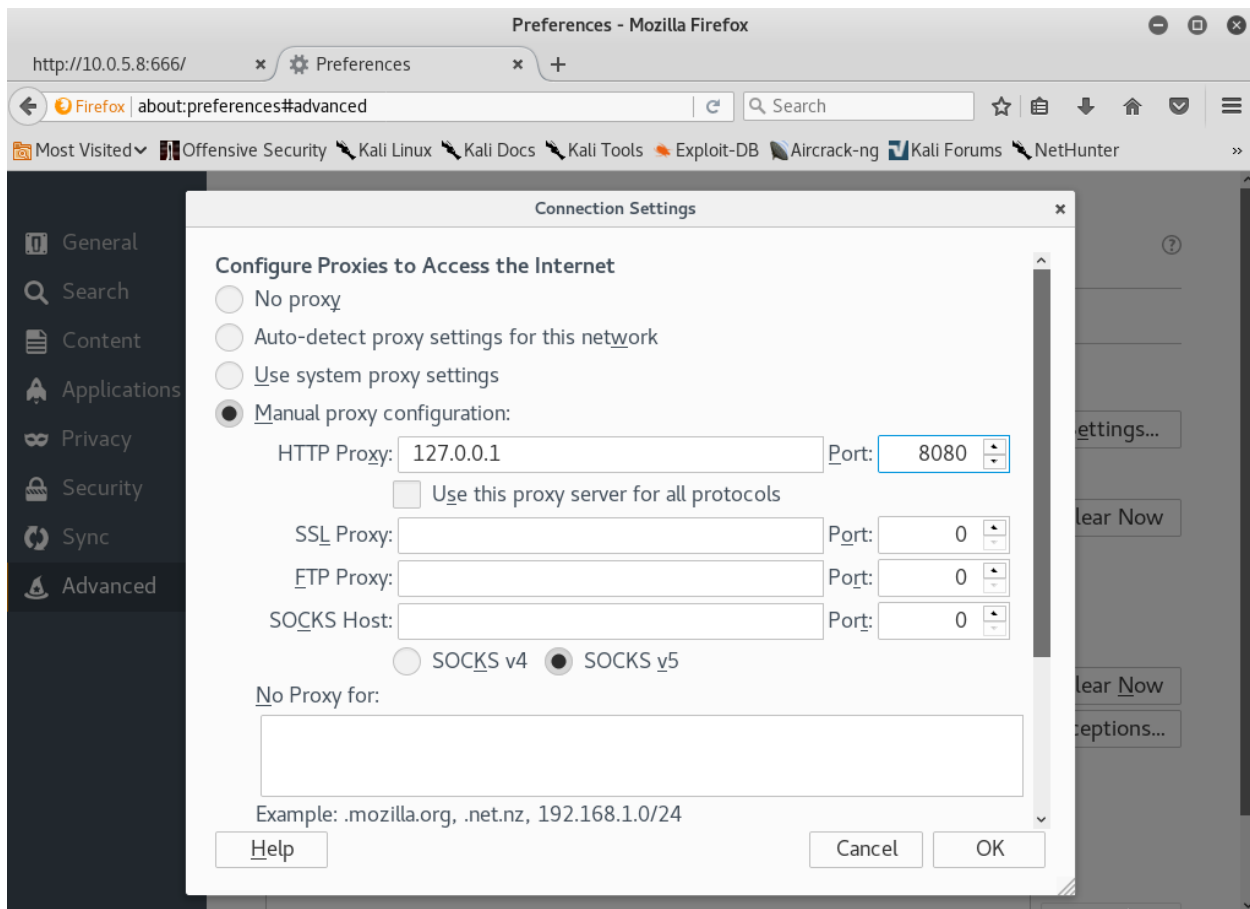 Preferences - Mozilla Firefox
http://10.0.5.8:666/ Preferences
Firefox about:preferences#advanced Search
Most Visited Offensive Security Kali Linux Kali Docs Kali Tools Exploit-DB Aircrack-ng Kali Forums NetHunter »
Connection Settings
General
Search
Content
Applications
Privacy
Security
Sync
Advanced
Configure Proxies to Access the Internet
No proxy
Auto-detect proxy settings for this network
Use system proxy settings
Manual proxy configuration:
HTTP Proxy: 127.0.0.1 Port: 8080
Use this proxy server for all protocols
SSL Proxy: Port: 0
FTP Proxy: Port: 0
SOCKS Host: Port: 0
SOCKS v4 SOCKS v5
No Proxy for:
Example: .mozilla.org, .net.nz, 192.168.1.0/24
Help Cancel OK
ettings...
lear Now
lear Now
ceptions...